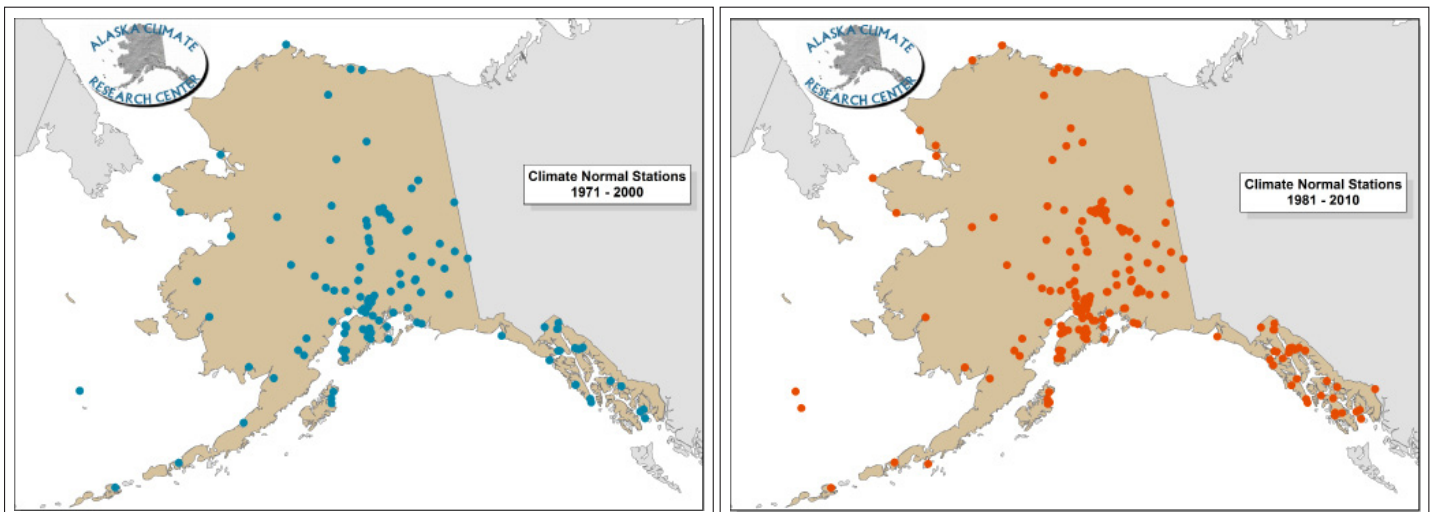 ALASKA CLIMATE
RESEARCH CENTER
Climate Normal Stations
1971 - 2000
ALASKA CLIMATE
RESEARCH CENTER
Climate Normal Stations
1981 - 2010